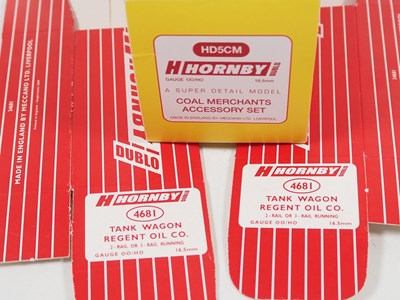 HD5CM
HORNBY
GAUGE OO/HO 16.5mm
A SUPER DETAIL MODEL
COAL MERCHANTS
ACCESSORY SET
MADE IN ENGLAND BY MECCANO LTD. LIVERPOOL
MADE IN ENGLAND BY MECCANO LTD. LIVERPOOL
DUBLO
HORNBY
HORNBY
4681
TANK WAGON
REGENT OIL CO.
2-RAIL OR 3-RAIL RUNNING
GAUGE OO/HO 16.5mm
HORNBY
4681
TANK WAGON
REGENT OIL CO.
2-RAIL OR 3-RAIL RUNNING
GAUGE OO/HO 16.5mm